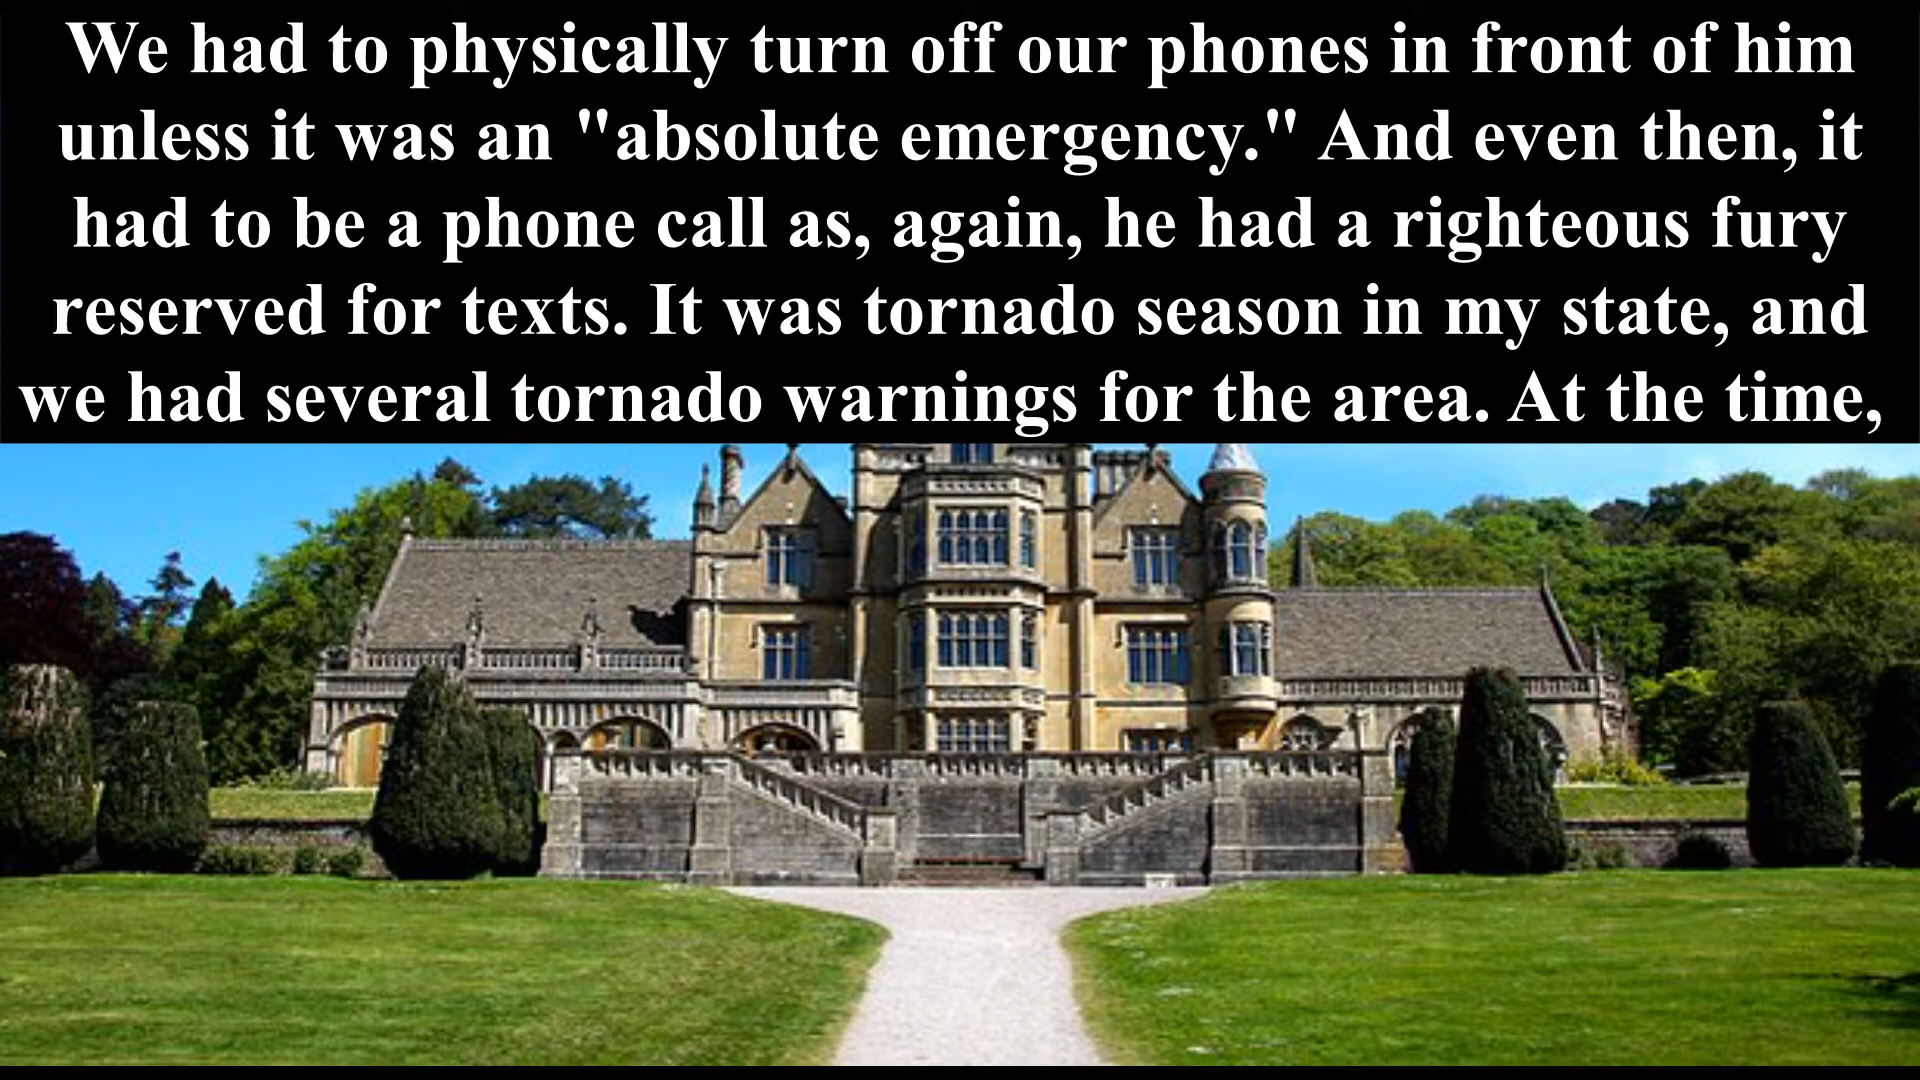 We had to physically turn off our phones in front of him
unless it was an "absolute emergency." And even then, it
had to be a phone call as, again, he had a righteous fury
reserved for texts. It was tornado season in my state, and
we had several tornado warnings for the area. At the time,